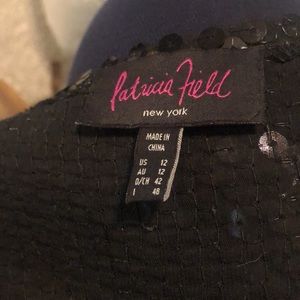 Patricia Field
new york
MADE IN
CHINA
US 12
AU 12
D/CH 42
I 48